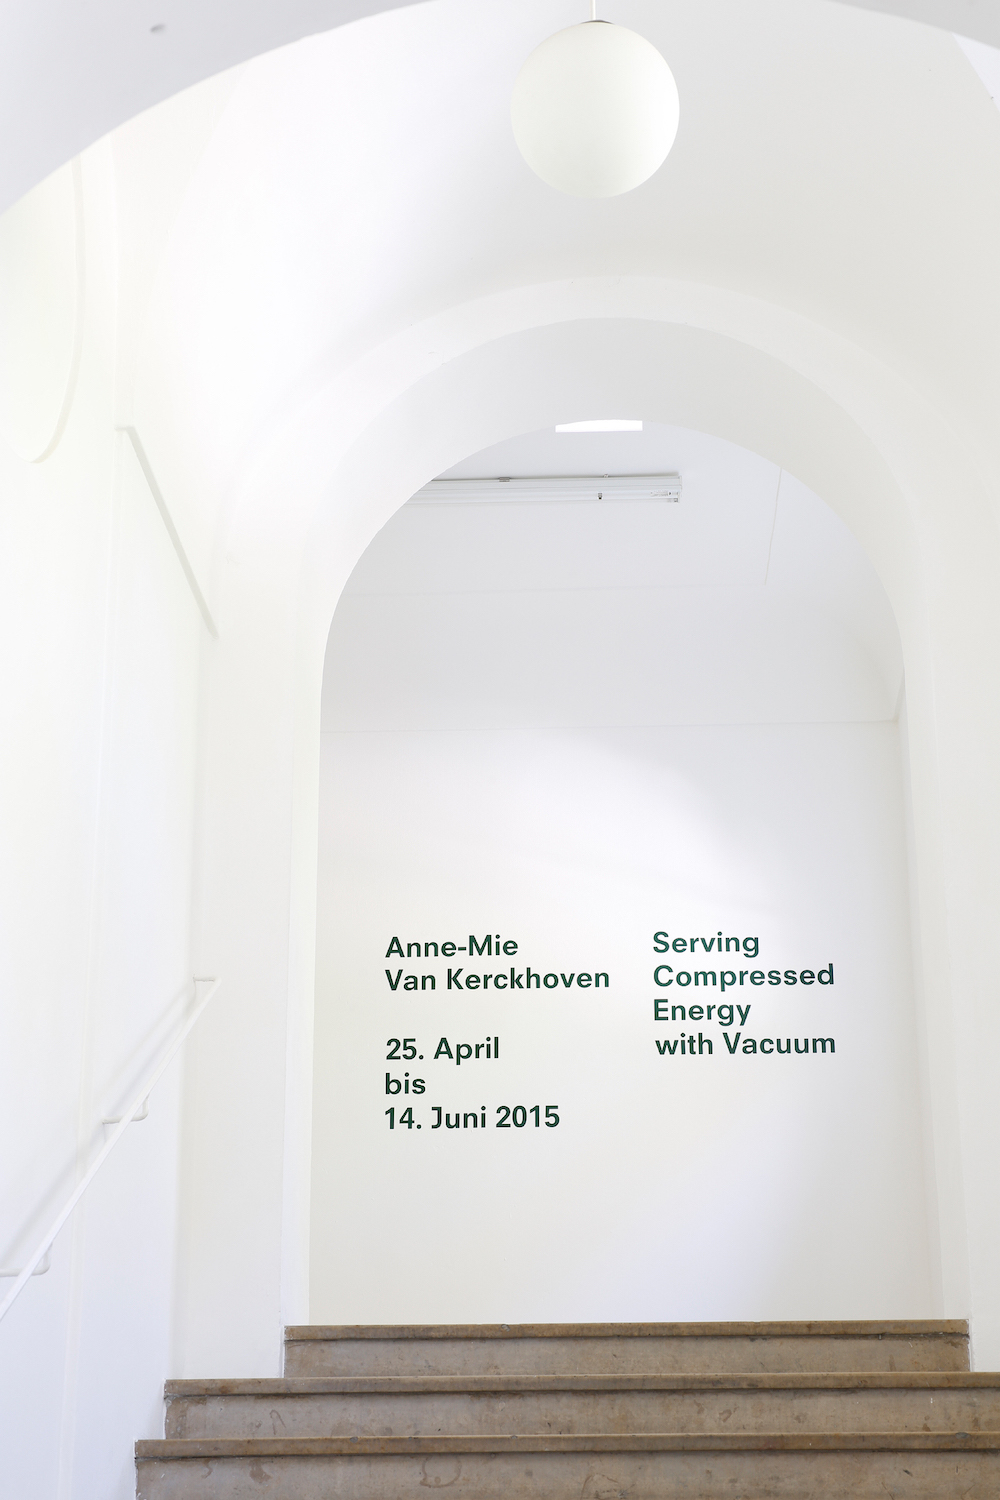 Anne-Mie
Van Kerckhoven
25. April
bis
14. Juni 2015
Serving
Compressed
Energy
with Vacuum